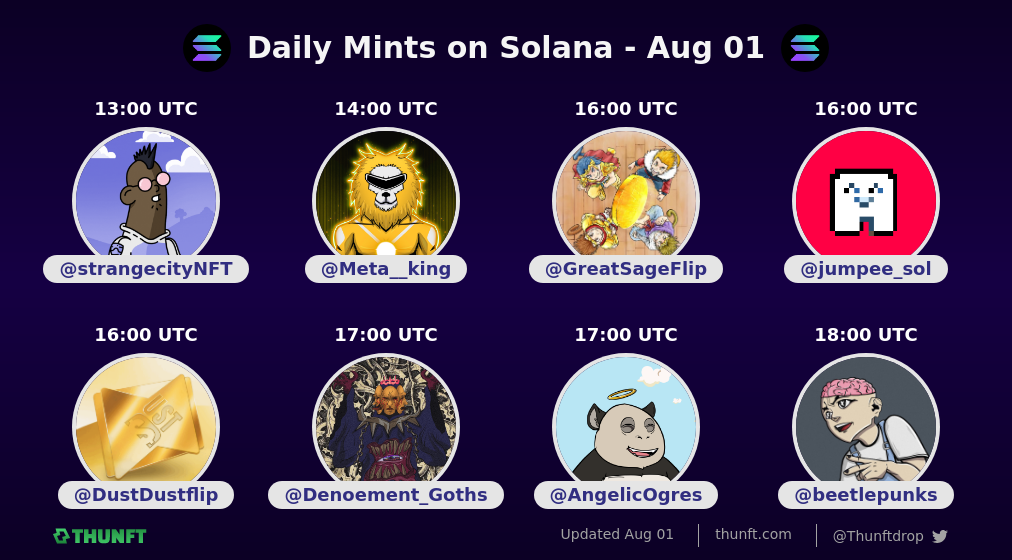 Daily Mints on Solana - Aug 01
13:00 UTC
14:00 UTC
16:00 UTC
16:00 UTC
@strangecityNFT
@Meta__king
@GreatSageFlip
@jumpee_sol
16:00 UTC
17:00 UTC
17:00 UTC
18:00 UTC
@DustDustflip
@Denoement_Goths
@AngelicOgres
@beetlepunks
THUNFT
Updated Aug 01
thunft.com
@Thunftdrop